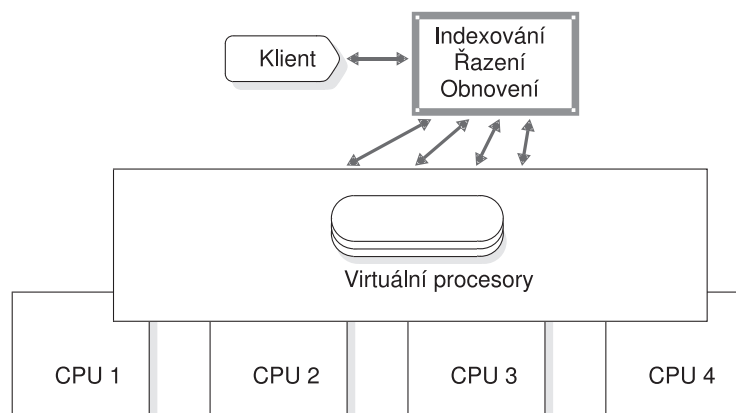 Klient
Indexování
Řazení
Obnovení
Virtuální procesory
CPU 1
CPU 2
CPU 3
CPU 4